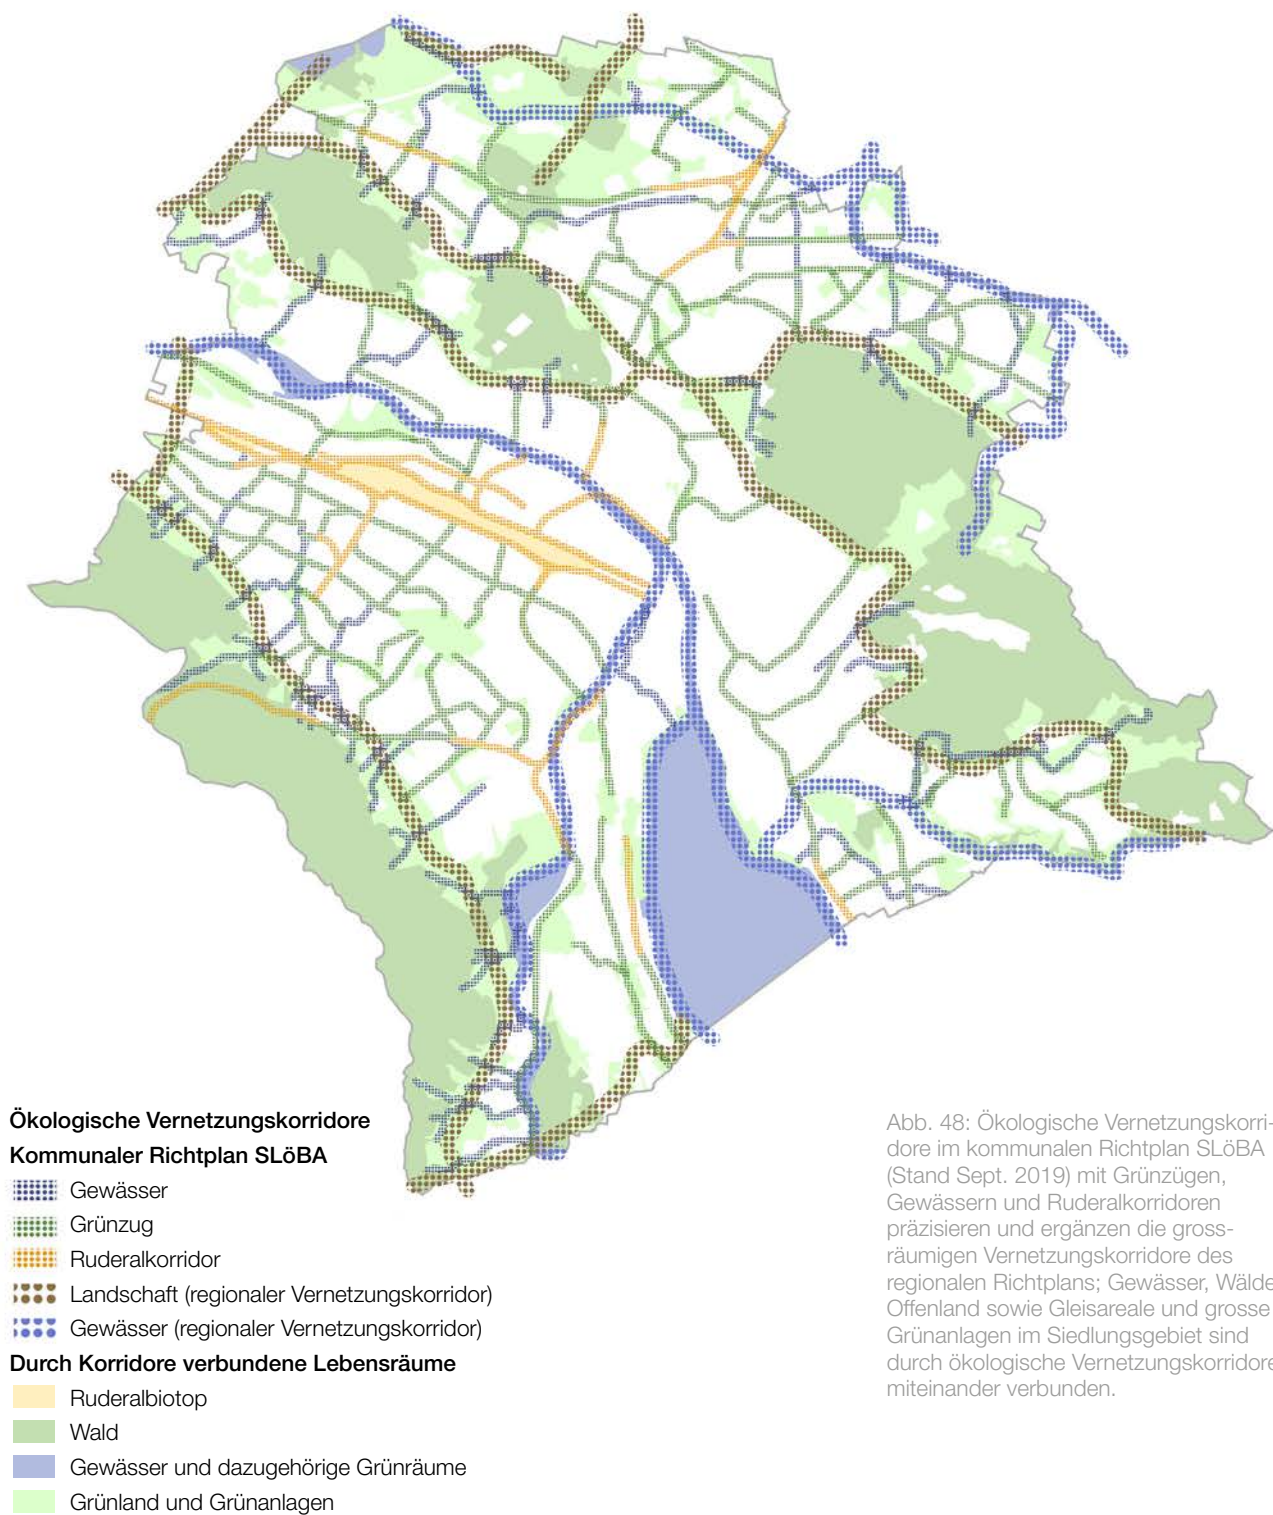 Ökologische Vernetzungskorridore
Kommunaler Richtplan SLöBA
Gewässer
Grünzug
Ruderalkorridor
Landschaft (regionaler Vernetzungskorridor)
Gewässer (regionaler Vernetzungskorridor)
Durch Korridore verbundene Lebensräume
Ruderalbiotop
Wald
Gewässer und dazugehörige Grünräume
Grünland und Grünanlagen
Abb. 48: Ökologische Vernetzungskorri-
dore im kommunalen Richtplan SLöBA
(Stand Sept. 2019) mit Grünzügen,
Gewässern und Ruderalkorridoren
präzisieren und ergänzen die gross-
räumigen Vernetzungskorridore des
regionalen Richtplans; Gewässer, Wälde
Offenland sowie Gleisareale und grosse
Grünanlagen im Siedlungsgebiet sind
durch ökologische Vernetzungskorridore
miteinander verbunden.